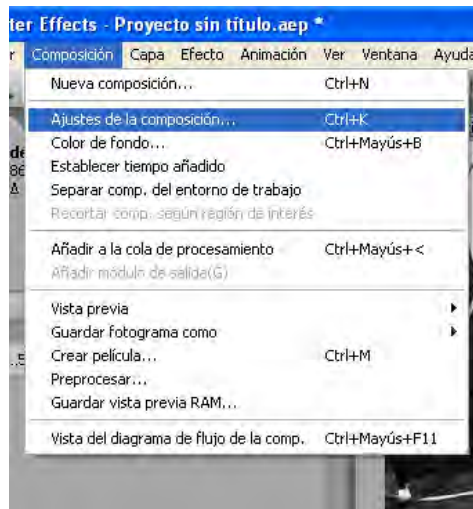 ter Effects - Proyecto sin título.aep *
r Composición Capa Efecto Animación Ver Ventana Ayuda
Nueva composición... Ctrl+N
Ajustes de la composición... Ctrl+K
Color de fondo... Ctrl+Mayús+B
Establecer tiempo añadido
Separar comp. del entorno de trabajo
Recortar comp. según región de interés
Añadir a la cola de procesamiento Ctrl+Mayús+<
Añadir módulo de salida(G)
Vista previa
Guardar fotograma como
Crear película... Ctrl+M
Preprocesar...
Guardar vista previa RAM...
Vista del diagrama de flujo de la comp. Ctrl+Mayús+F11